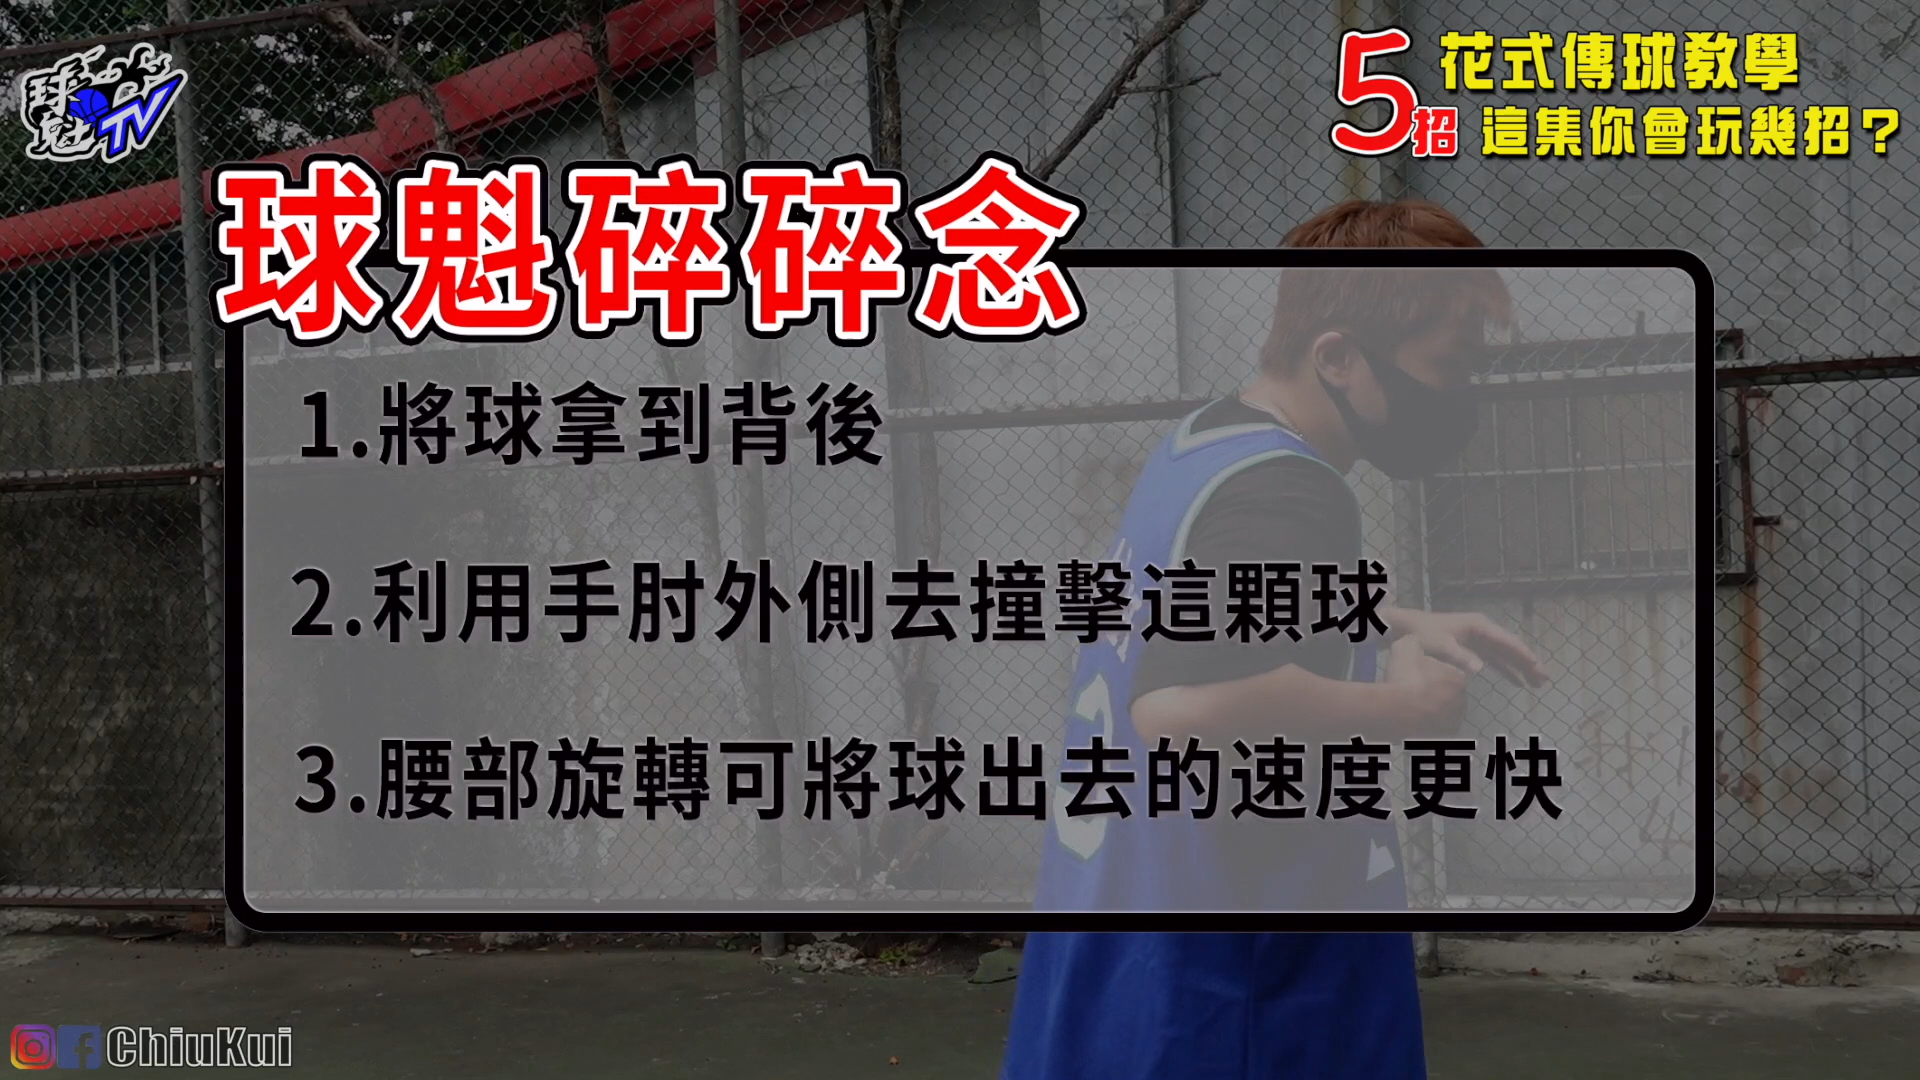 球魁TV
5招
花式傳球教學
這集你會玩幾招？
球魁碎碎念
1.將球拿到背後
2.利用手肘外側去撞擊這顆球
3.腰部旋轉可將球出去的速度更快
ChiuKui